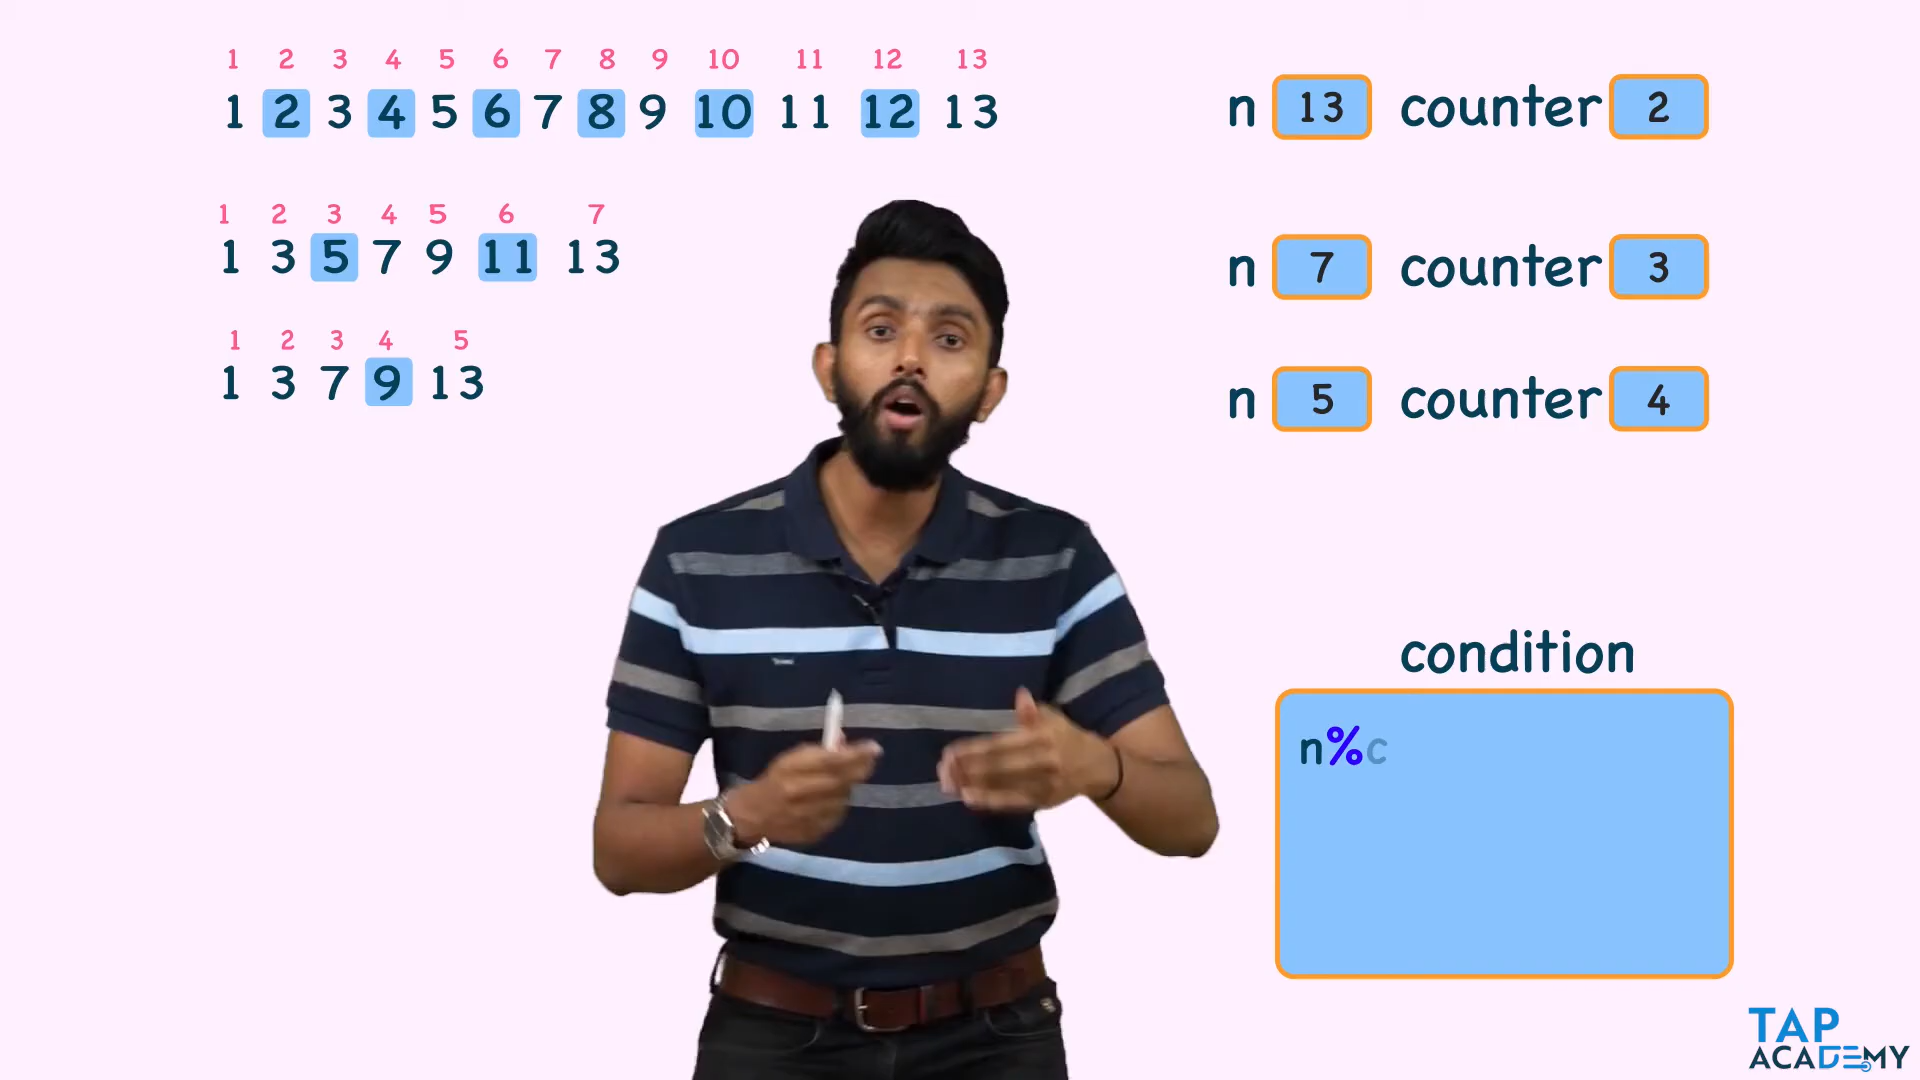 1 2 3 4 5 6 7 8 9 10 11 12 13
1 2 3 4 5 6 7 8 9 10 11 12 13
n 13 counter 2
1 2 3 4 5 6 7
1 3 5 7 9 11 13
n 7 counter 3
1 2 3 4 5
1 3 7 9 13
n 5 counter 4
condition
n%c
TAP
ACADEMY